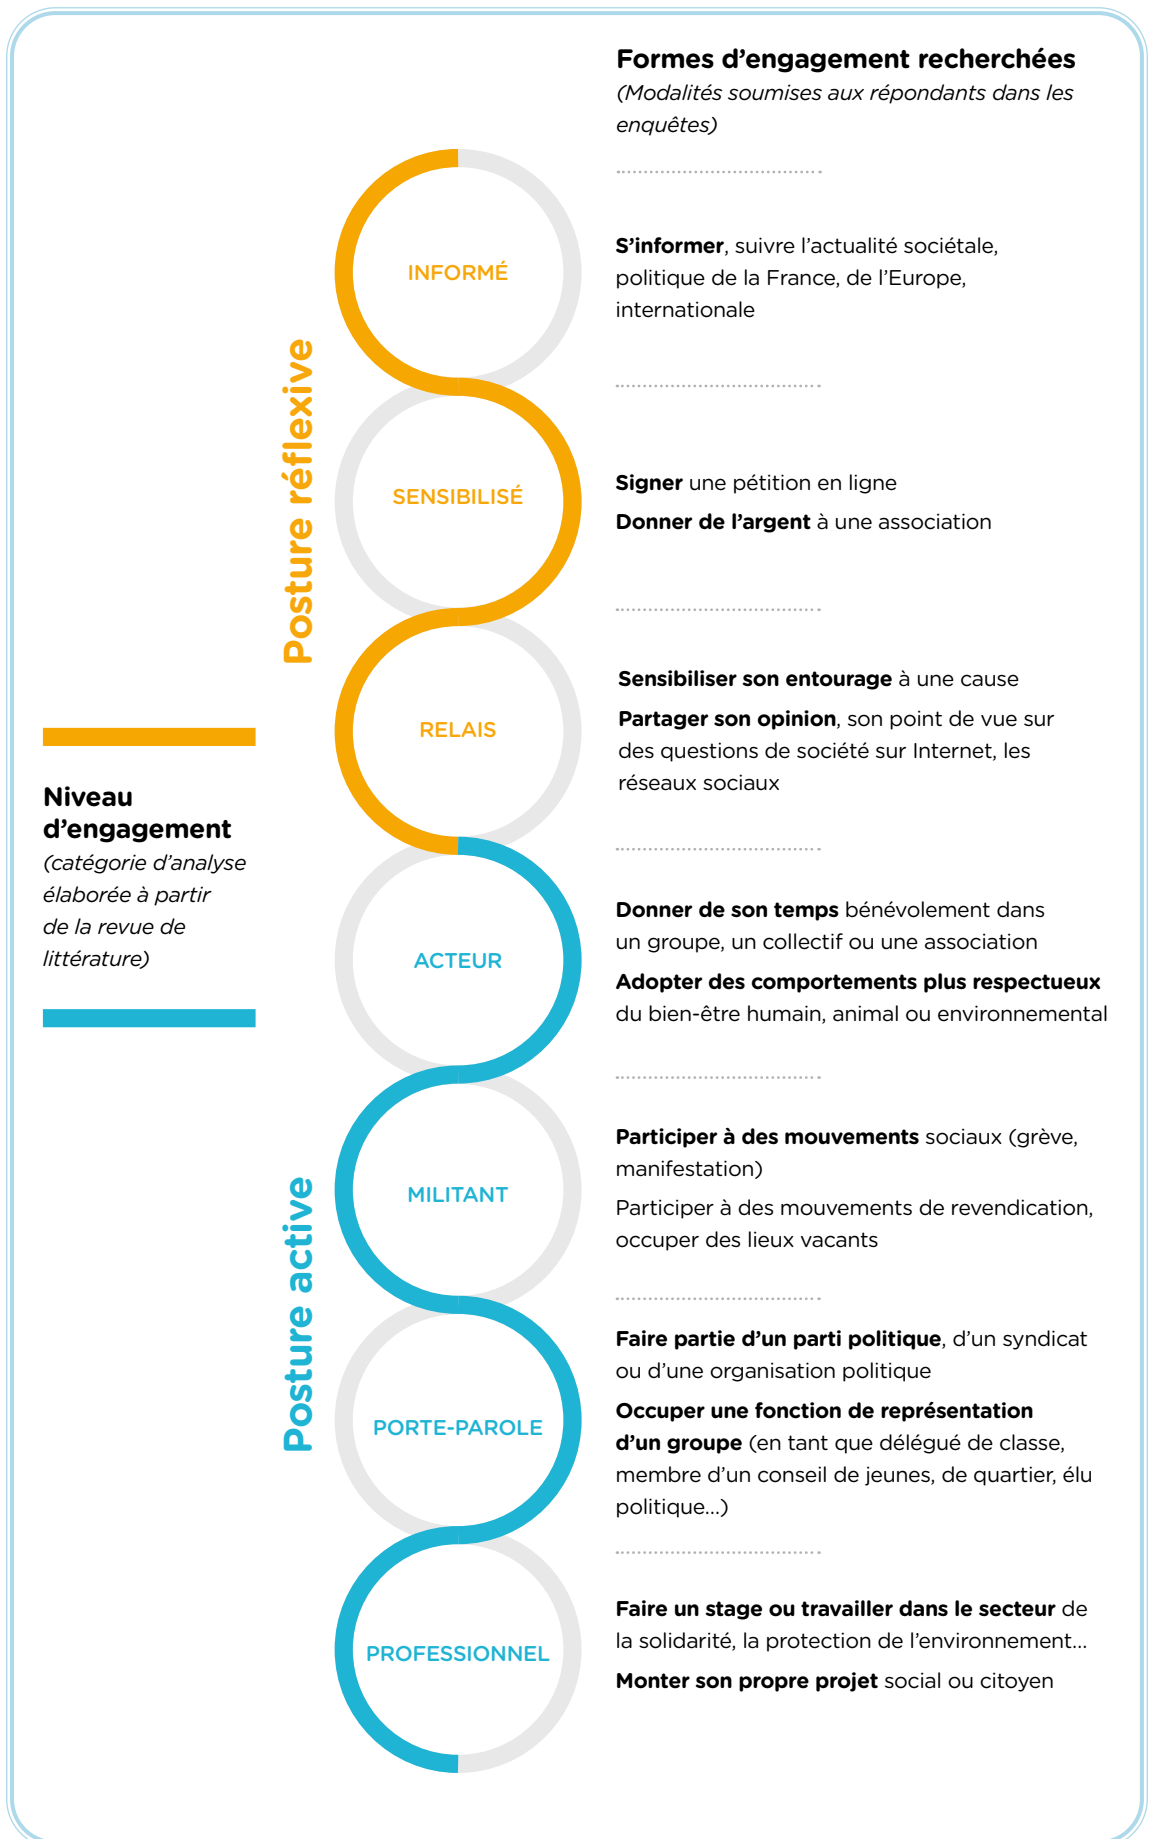 Formes d’engagement recherchées
(Modalités soumises aux répondants dans les
enquêtes)
Niveau
d’engagement
(catégorie d’analyse
élaborée à partir
de la revue de
littérature)
Posture réflexive
INFORMÉ
S’informer, suivre l’actualité sociétale,
politique de la France, de l’Europe,
internationale
SENSIBILISÉ
Signer une pétition en ligne
Donner de l’argent à une association
RELAIS
Sensibiliser son entourage à une cause
Partager son opinion, son point de vue sur
des questions de société sur Internet, les
réseaux sociaux
Posture active
ACTEUR
Donner de son temps bénévolement dans
un groupe, un collectif ou une association
Adopter des comportements plus respectueux
du bien-être humain, animal ou environnemental
MILITANT
Participer à des mouvements sociaux (grève,
manifestation)
Participer à des mouvements de revendication,
occuper des lieux vacants
PORTE-PAROLE
Faire partie d’un parti politique, d’un syndicat
ou d’une organisation politique
Occuper une fonction de représentation
d’un groupe (en tant que délégué de classe,
membre d’un conseil de jeunes, de quartier, élu
politique...)
PROFESSIONNEL
Faire un stage ou travailler dans le secteur de
la solidarité, la protection de l’environnement...
Monter son propre projet social ou citoyen